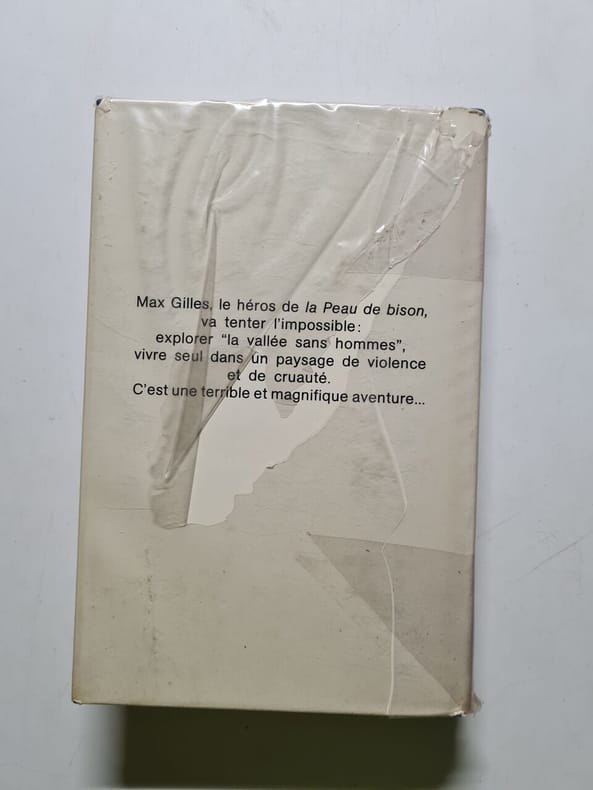 Max Gilles, le héros de la Peau de bison,
va tenter l'impossible :
explorer "la vallée sans hommes",
vivre seul dans un paysage de violence
et de cruauté.
C'est une terrible et magnifique aventure...